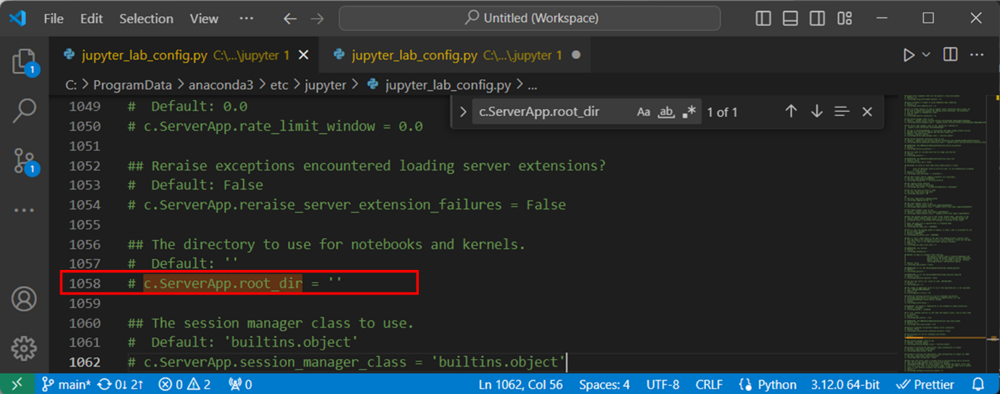 File Edit Selection View ··· Untitled (Workspace)
jupyter_lab_config.py C:\...\jupyter 1 jupyter_lab_config.py C:\...\.jupyter 1
C: > ProgramData > anaconda3 > etc > jupyter > jupyter_lab_config.py > ...
c.ServerApp.root_dir Aa ab 1 of 1
1049 #  Default: 0.0
1050 # c.ServerApp.rate_limit_window = 0.0
1051
1052 ## Reraise exceptions encountered loading server extensions?
1053 #  Default: False
1054 # c.ServerApp.reraise_server_extension_failures = False
1055
1056 ## The directory to use for notebooks and kernels.
1057 #  Default: ''
1058 # c.ServerApp.root_dir = ''
1059
1060 ## The session manager class to use.
1061 #  Default: 'builtins.object'
1062 # c.ServerApp.session_manager_class = 'builtins.object'
1
1
main* 0↓ 2↑ 0 2 0 Ln 1062, Col 56 Spaces: 4 UTF-8 CRLF Python 3.12.0 64-bit Prettier